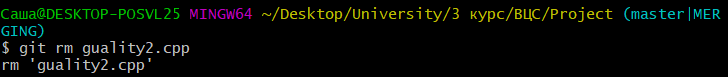 Саша@DESKTOP-POSVL25 MINGW64 ~/Desktop/University/3 курс/ВЦС/Project (master|MER
GING)
$ git rm guality2.cpp
rm 'guality2.cpp'